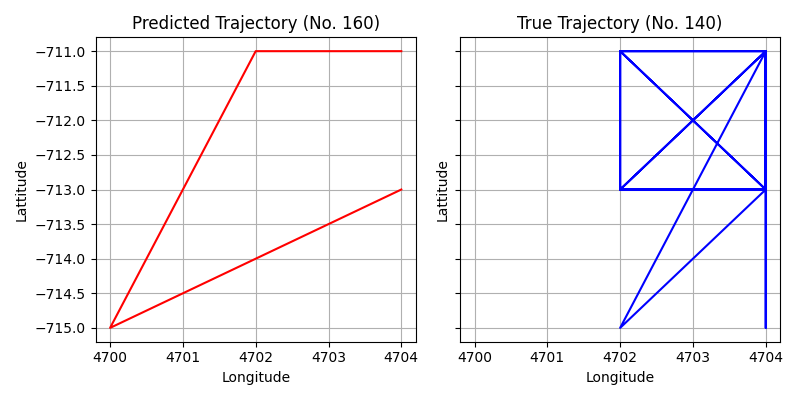 Predicted Trajectory (No. 160)
True Trajectory (No. 140)
Lattitude
−711.0
−711.5
−712.0
−712.5
−713.0
−713.5
−714.0
−714.5
−715.0
4700 4701 4702 4703 4704
Longitude
Lattitude
4700 4701 4702 4703 4704
Longitude